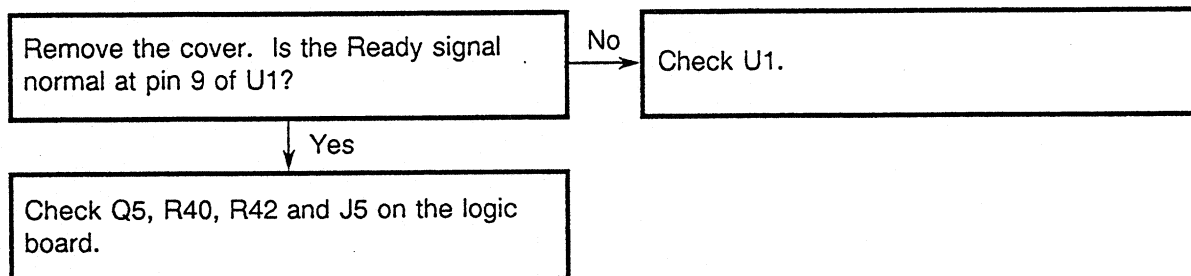 Remove the cover. Is the Ready signal
normal at pin 9 of U1?
No
Check U1.
Yes
Check Q5, R40, R42 and J5 on the logic
board.